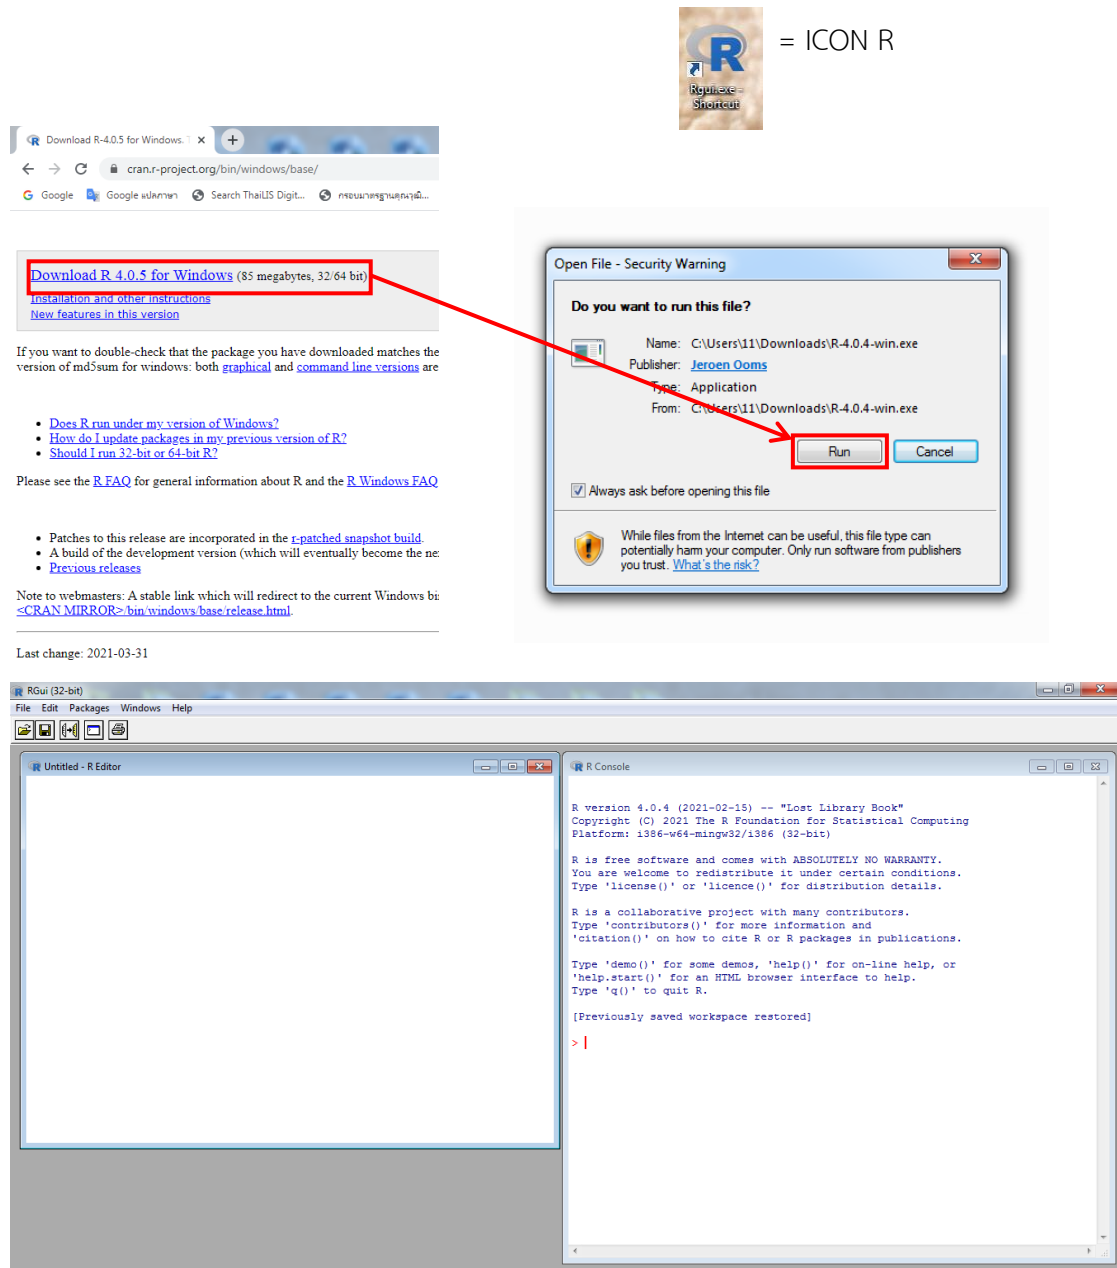 R
Rgui.exe -
Shortcut
= ICON R
Download R-4.0.5 for Windows. T
cran.r-project.org/bin/windows/base/
Google
Google แปลภาษา
Search ThaiLIS Digit...
กรอบมาตรฐานคุณวุฒิ...
Download R 4.0.5 for Windows (85 megabytes, 32/64 bit)
Installation and other instructions
New features in this version
If you want to double-check that the package you have downloaded matches the
version of md5sum for windows: both graphical and command line versions are
Does R run under my version of Windows?
How do I update packages in my previous version of R?
Should I run 32-bit or 64-bit R?
Please see the R FAQ for general information about R and the R Windows FAQ
Patches to this release are incorporated in the r-patched snapshot build.
A build of the development version (which will eventually become the ne
Previous releases
Note to webmasters: A stable link which will redirect to the current Windows bi
<CRAN MIRROR>/bin/windows/base/release.html.
Last change: 2021-03-31
Open File - Security Warning
Do you want to run this file?
Name: C:\Users\11\Downloads\R-4.0.4-win.exe
Publisher: Jeroen Ooms
Type: Application
From: C:\Users\11\Downloads\R-4.0.4-win.exe
Run
Cancel
Always ask before opening this file
While files from the Internet can be useful, this file type can
potentially harm your computer. Only run software from publishers
you trust. What's the risk?
RGui (32-bit)
File Edit Packages Windows Help
Untitled - R Editor
R Console
R version 4.0.4 (2021-02-15) -- "Lost Library Book"
Copyright (C) 2021 The R Foundation for Statistical Computing
Platform: i386-w64-mingw32/i386 (32-bit)
R is free software and comes with ABSOLUTELY NO WARRANTY.
You are welcome to redistribute it under certain conditions.
Type 'license()' or 'licence()' for distribution details.
R is a collaborative project with many contributors.
Type 'contributors()' for more information and
'citation()' on how to cite R or R packages in publications.
Type 'demo()' for some demos, 'help()' for on-line help, or
'help.start()' for an HTML browser interface to help.
Type 'q()' to quit R.
[Previously saved workspace restored]
>